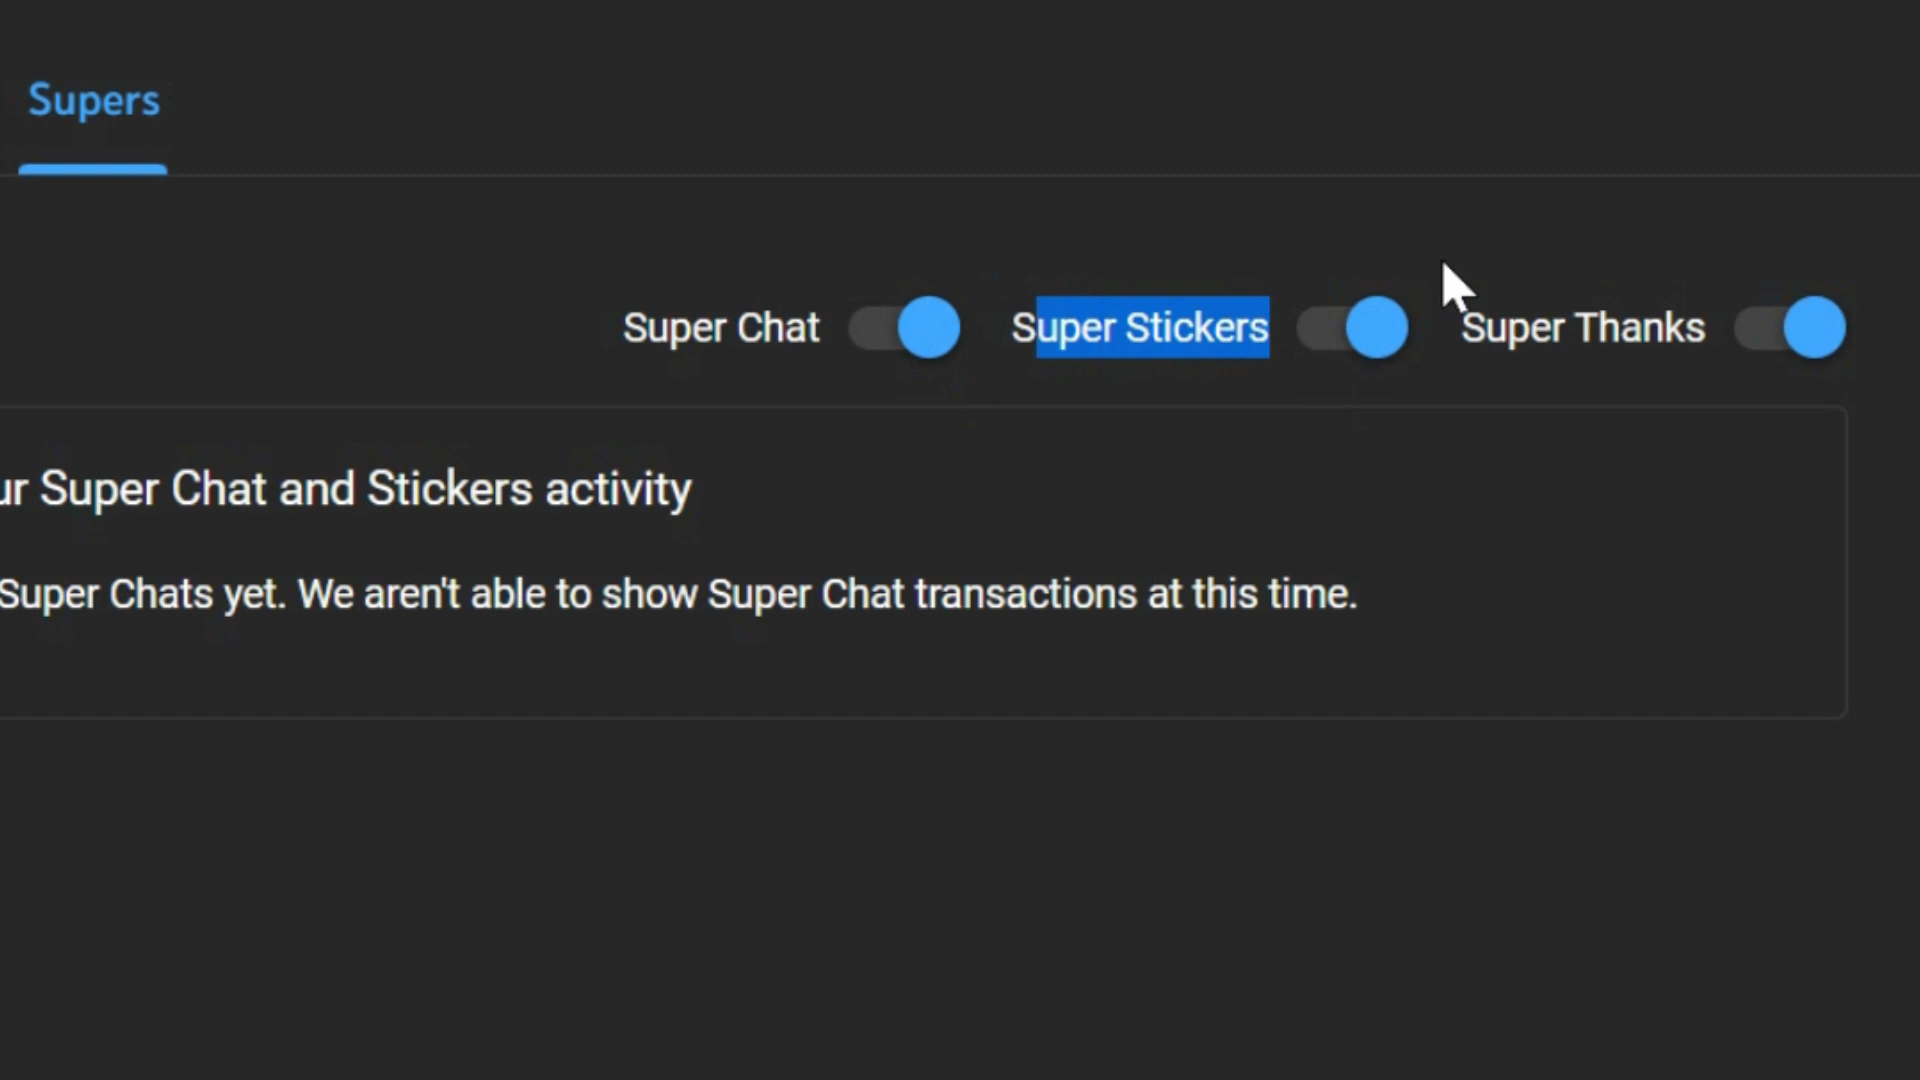 Supers
Super Chat Super Stickers Super Thanks
ur Super Chat and Stickers activity
Super Chats yet. We aren't able to show Super Chat transactions at this time.